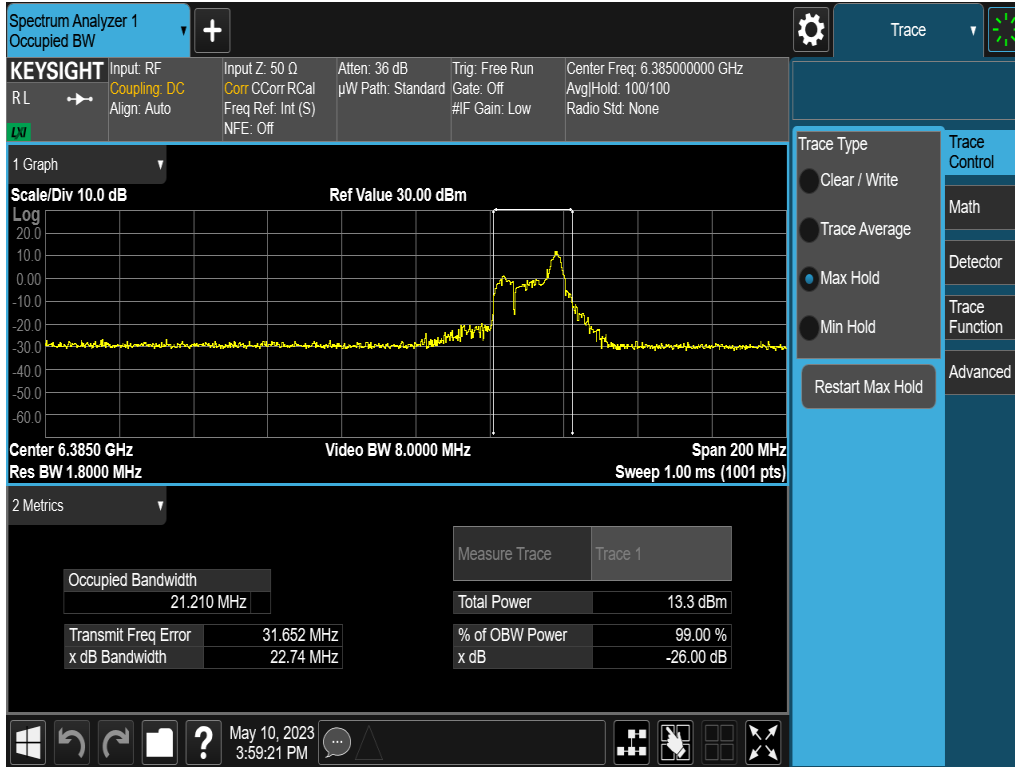 Spectrum Analyzer 1
Occupied BW
+
Trace
KEYSIGHT
RL
LXI
Input: RF
Coupling: DC
Align: Auto
Input Z: 50 Ω
Corr CCorr RCal
Freq Ref: Int (S)
NFE: Off
Atten: 36 dB
µW Path: Standard
Trig: Free Run
Gate: Off
#IF Gain: Low
Center Freq: 6.385000000 GHz
Avg|Hold: 100/100
Radio Std: None
1 Graph
Scale/Div 10.0 dB
Ref Value 30.00 dBm
Log
20.0
10.0
0.00
-10.0
-20.0
-30.0
-40.0
-50.0
-60.0
Center 6.3850 GHz
Video BW 8.0000 MHz
Span 200 MHz
Res BW 1.8000 MHz
Sweep 1.00 ms (1001 pts)
2 Metrics
Measure Trace
Trace 1
Occupied Bandwidth
21.210 MHz
Total Power
13.3 dBm
Transmit Freq Error
31.652 MHz
% of OBW Power
99.00 %
x dB Bandwidth
22.74 MHz
x dB
-26.00 dB
Trace Type
Clear / Write
Trace Average
Max Hold
Min Hold
Restart Max Hold
Trace
Control
Math
Detector
Trace
Function
Advanced
?
May 10, 2023
3:59:21 PM